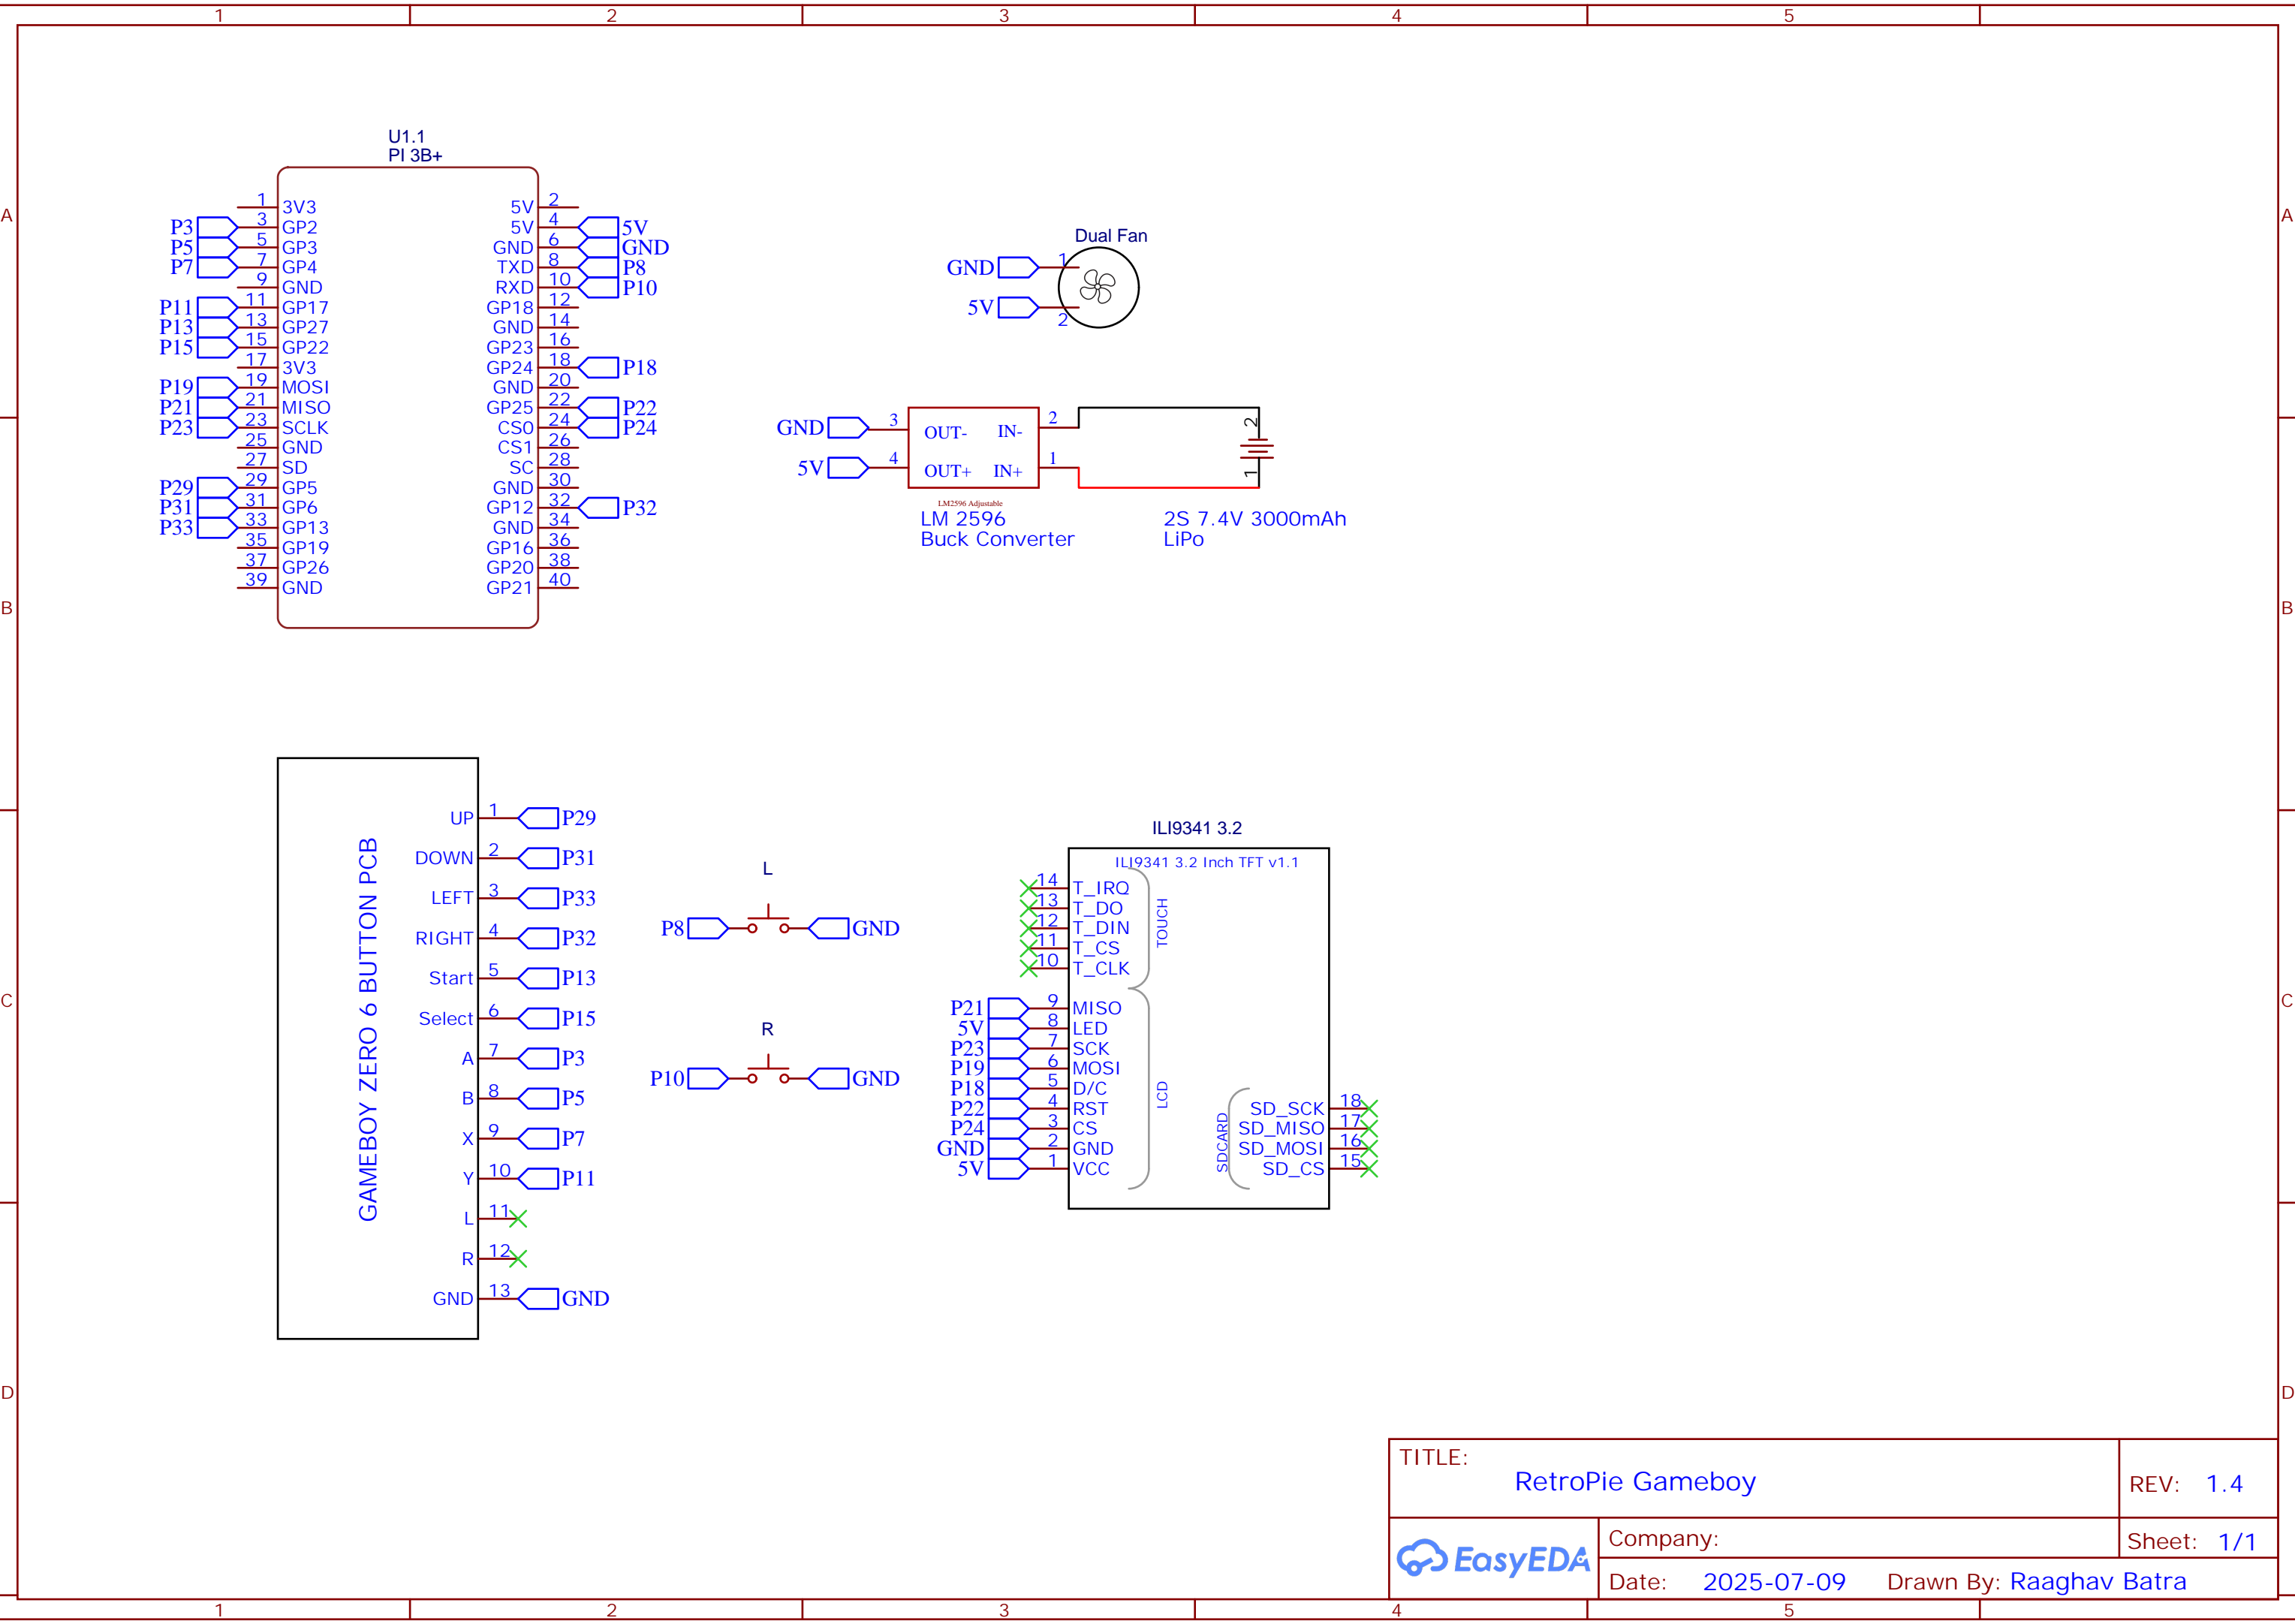 1 2 3 4 5
A A
B B
C C
D D
U1.1
PI 3B+
1 3V3 5V 2
P3 3 GP2 5V 4 5V
P5 5 GP3 GND 6 GND
P7 7 GP4 TXD 8 P8
9 GND RXD 10 P10
P11 11 GP17 GP18 12
P13 13 GP27 GND 14
P15 15 GP22 GP23 16
17 3V3 GP24 18 P18
P19 19 MOSI GND 20
P21 21 MISO GP25 22 P22
P23 23 SCLK CS0 24 P24
25 GND CS1 26
27 SD SC 28
P29 29 GP5 GND 30
P31 31 GP6 GP12 32 P32
P33 33 GP13 GND 34
35 GP19 GP16 36
37 GP26 GP20 38
39 GND GP21 40
Dual Fan
GND 1
5V 2
GND 3 OUT- IN- 2 2
5V 4 OUT+ IN+ 1 1
LM2596 Adjustable
LM 2596
Buck Converter
2S 7.4V 3000mAh
LiPo
GAMEBOY ZERO 6 BUTTON PCB
UP 1 P29
DOWN 2 P31
LEFT 3 P33
RIGHT 4 P32
Start 5 P13
Select 6 P15
A 7 P3
B 8 P5
X 9 P7
Y 10 P11
L 11
R 12
GND 13 GND
L
P8 GND
R
P10 GND
ILI9341 3.2
ILI9341 3.2 Inch TFT v1.1
14 T_IRQ
13 T_DO
12 T_DIN
11 T_CS
10 T_CLK
TOUCH
P21 9 MISO
5V 8 LED
P23 7 SCK
P19 6 MOSI
P18 5 D/C
P22 4 RST
P24 3 CS
GND 2 GND
5V 1 VCC
LCD
SDCARD
SD_SCK 18
SD_MISO 17
SD_MOSI 16
SD_CS 15
TITLE:
RetroPie Gameboy
REV: 1.4
EasyEDA
Company:
Sheet: 1/1
Date: 2025-07-09 Drawn By: Raaghav Batra
1 2 3 4 5